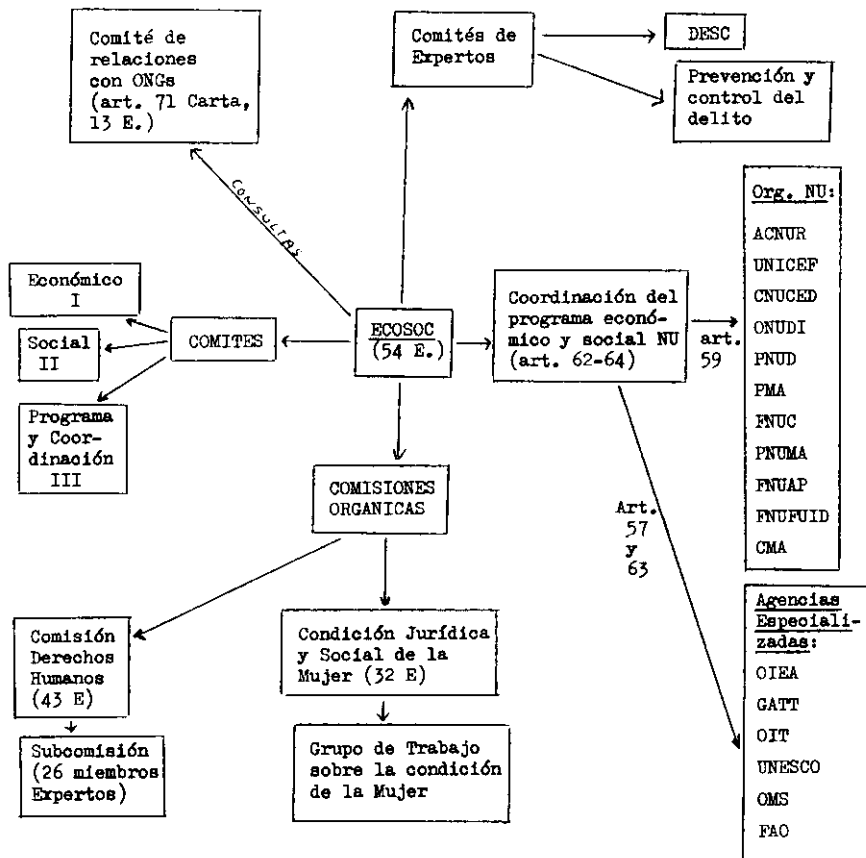 Comité de
relaciones
con ONGs
(art. 71 Carta,
13 E.)
Comités de
Expertos
DESC
Prevención y
control del
delito
CONSULTAS
Org. NU:
ACNUR
UNICEF
CNUCED
ONUDI
PNUD
PMA
FNUC
PNUMA
FNUAP
FNUFUID
CMA
Económico
I
Social
II
Programa
y Coor-
dinación
III
COMITES
ECOSOC
(54 E.)
Coordinación del
programa econó-
mico y social NU
(art. 62-64)
art.
59
COMISIONES
ORGANICAS
Art.
57
y
63
Agencias
Especiali-
zadas:
OIEA
GATT
OIT
UNESCO
OMS
FAO
Comisión
Derechos
Humanos
(43 E)
Condición Jurídica
y Social de la
Mujer (32 E)
Subcomisión
(26 miembros
Expertos)
Grupo de Trabajo
sobre la condición
de la Mujer